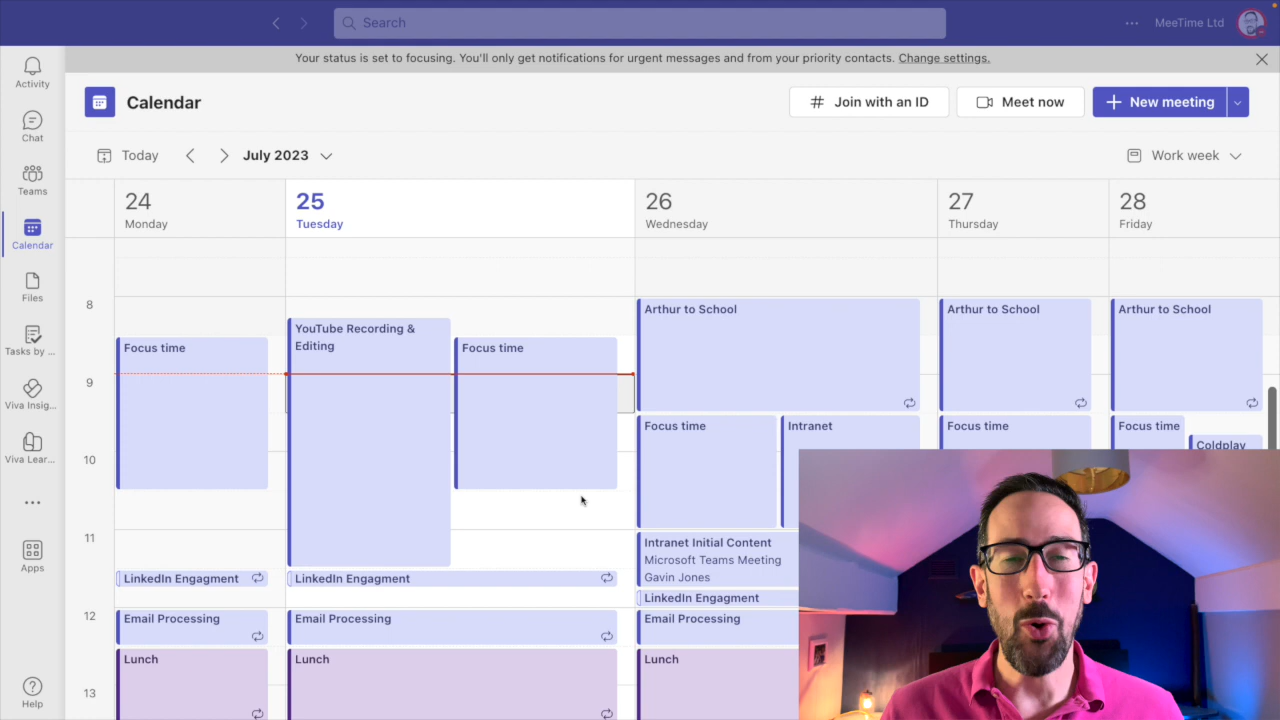 Search
MeeTime Ltd
Your status is set to focusing. You'll only get notifications for urgent messages and from your priority contacts. Change settings.
Activity
Chat
Teams
Calendar
Files
Tasks by ...
Viva Insig...
Viva Lear...
Apps
Help
Calendar
Join with an ID
Meet now
New meeting
Today
July 2023
Work week
24
Monday
25
Tuesday
26
Wednesday
27
Thursday
28
Friday
8
9
10
11
12
13
Focus time
LinkedIn Engagment
Email Processing
Lunch
YouTube Recording &
Editing
Focus time
LinkedIn Engagment
Email Processing
Lunch
Arthur to School
Focus time
Intranet
Intranet Initial Content
Microsoft Teams Meeting
Gavin Jones
LinkedIn Engagment
Email Processing
Lunch
Arthur to School
Focus time
Arthur to School
Focus time
Coldplay